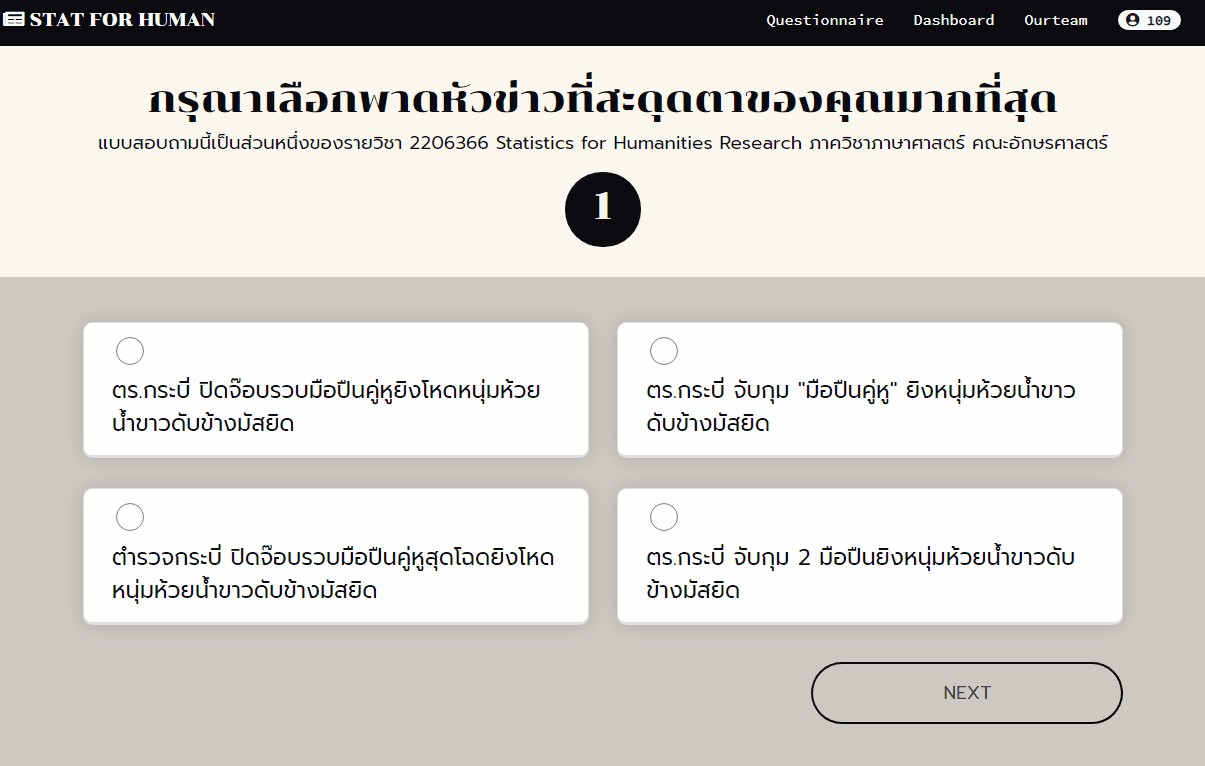 STAT FOR HUMAN
Questionnaire Dashboard Ourteam 109
กรุณาเลือกพาดหัวข่าวที่สะดุดตาของคุณมากที่สุด
แบบสอบถามนี้เป็นส่วนหนึ่งของรายวิชา 2206366 Statistics for Humanities Research ภาควิชาภาษาศาสตร์ คณะอักษรศาสตร์
1
ตร.กระบี่ ปิดจ๊อบรวบมือปืนคู่หูยิงโหดหนุ่มห้วย
น้ำขาวดับข้างมัสยิด
ตร.กระบี่ จับกุม "มือปืนคู่หู" ยิงหนุ่มห้วยน้ำขาว
ดับข้างมัสยิด
ตำรวจกระบี่ ปิดจ๊อบรวบมือปืนคู่หูสุดโฉดยิงโหด
หนุ่มห้วยน้ำขาวดับข้างมัสยิด
ตร.กระบี่ จับกุม 2 มือปืนยิงหนุ่มห้วยน้ำขาวดับ
ข้างมัสยิด
NEXT